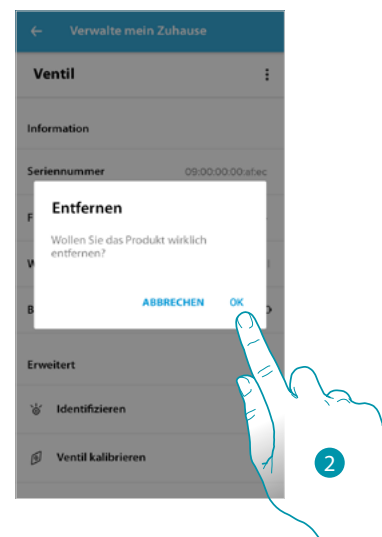 ← Verwalte mein Zuhause
Ventil
Information
Seriennummer 09:00:00:00:af:ec
F
Entfernen
Wollen Sie das Produkt wirklich
entfernen?
W
ABBRECHEN OK
B
Erweitert
Identifizieren
Ventil kalibrieren
2